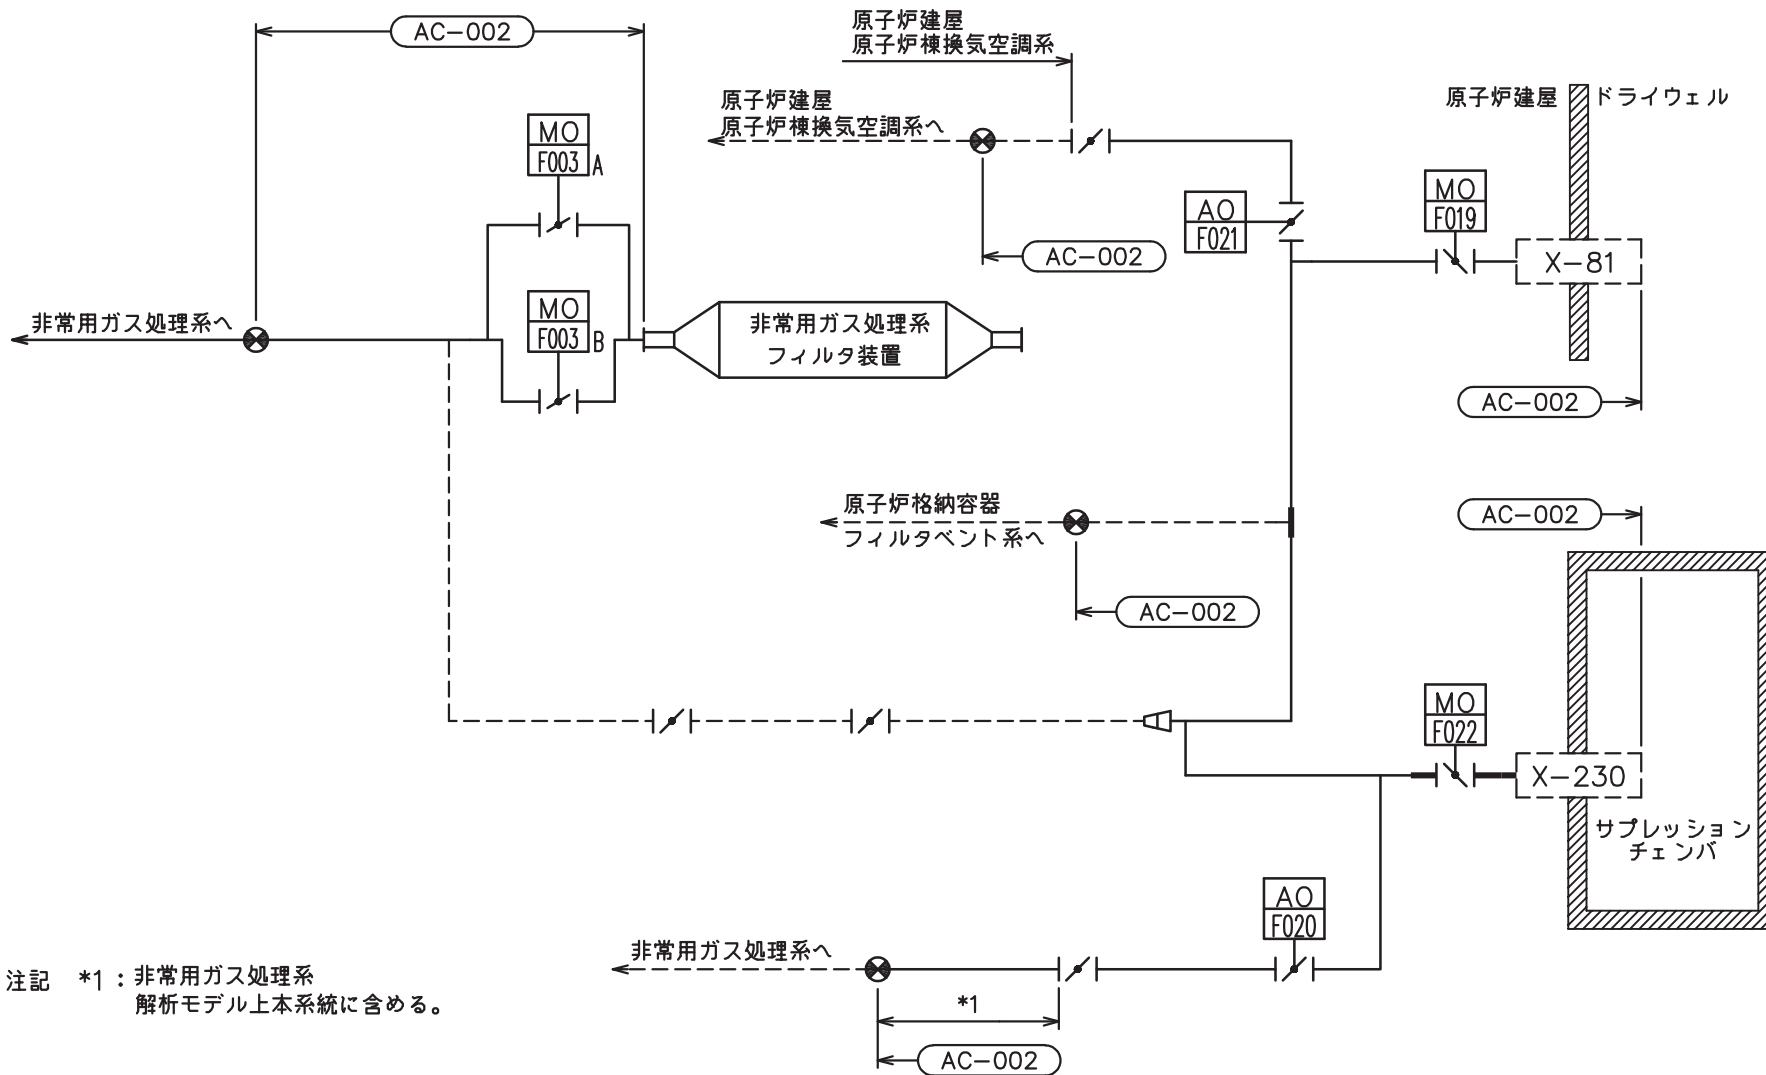 AC-002
原子炉建屋
原子炉棟換気空調系
原子炉建屋
原子炉棟換気空調系へ
原子炉建屋
ドライウェル
MO
F003
A
MO
F019
AO
F021
AC-002
X-81
非常用ガス処理系へ
MO
F003
B
非常用ガス処理系
フィルタ装置
AC-002
原子炉格納容器
フィルタベント系へ
AC-002
AC-002
MO
F022
X-230
サプレッション
チェンバ
AO
F020
非常用ガス処理系へ
*1
AC-002
注記 *1：非常用ガス処理系
解析モデル上本系統に含める。